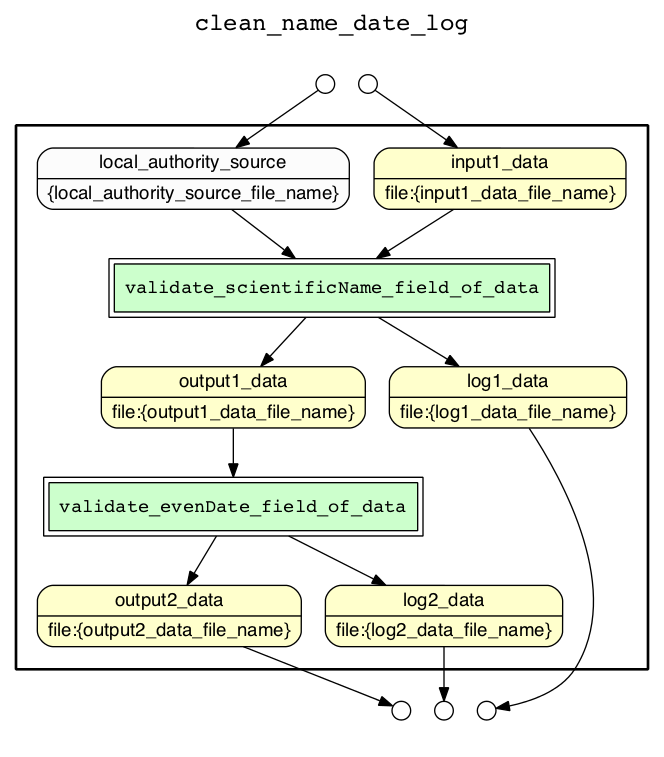 clean_name_date_log
local_authority_source
{local_authority_source_file_name}
input1_data
file:{input1_data_file_name}
validate_scientificName_field_of_data
output1_data
file:{output1_data_file_name}
log1_data
file:{log1_data_file_name}
validate_evenDate_field_of_data
output2_data
file:{output2_data_file_name}
log2_data
file:{log2_data_file_name}